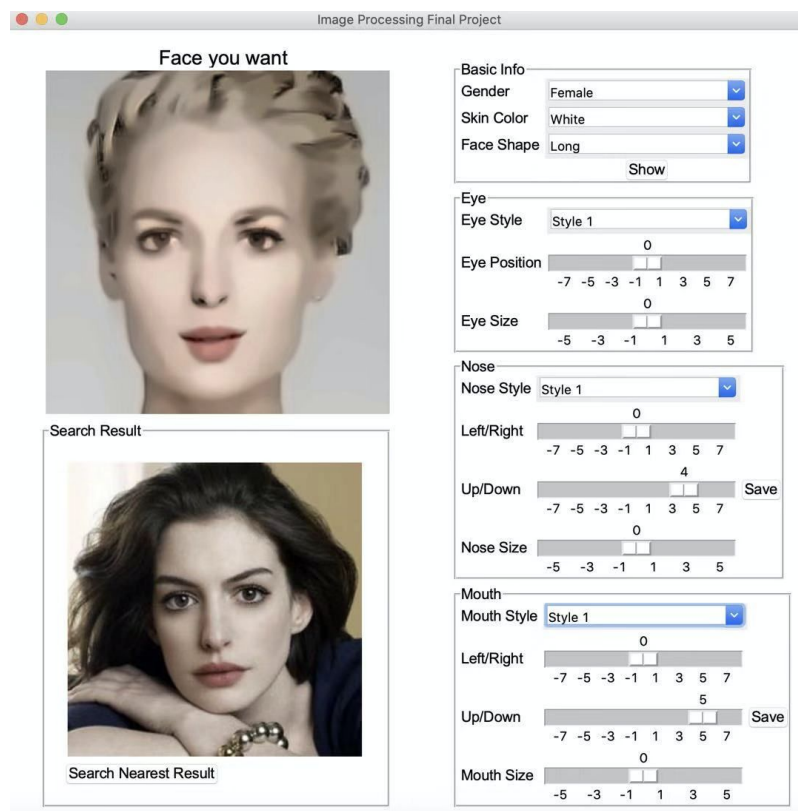 Image Processing Final Project
Face you want
Basic Info
Gender Female
Skin Color White
Face Shape Long
Show
Eye
Eye Style Style 1
0
Eye Position
-7 -5 -3 -1 1 3 5 7
0
Eye Size
-5 -3 -1 1 3 5
Nose
Nose Style Style 1
0
Left/Right
-7 -5 -3 -1 1 3 5 7
4
Up/Down Save
-7 -5 -3 -1 1 3 5 7
0
Nose Size
-5 -3 -1 1 3 5
Mouth
Mouth Style Style 1
0
Left/Right
-7 -5 -3 -1 1 3 5 7
5
Up/Down Save
-7 -5 -3 -1 1 3 5 7
0
Mouth Size
-5 -3 -1 1 3 5
Search Result
Search Nearest Result